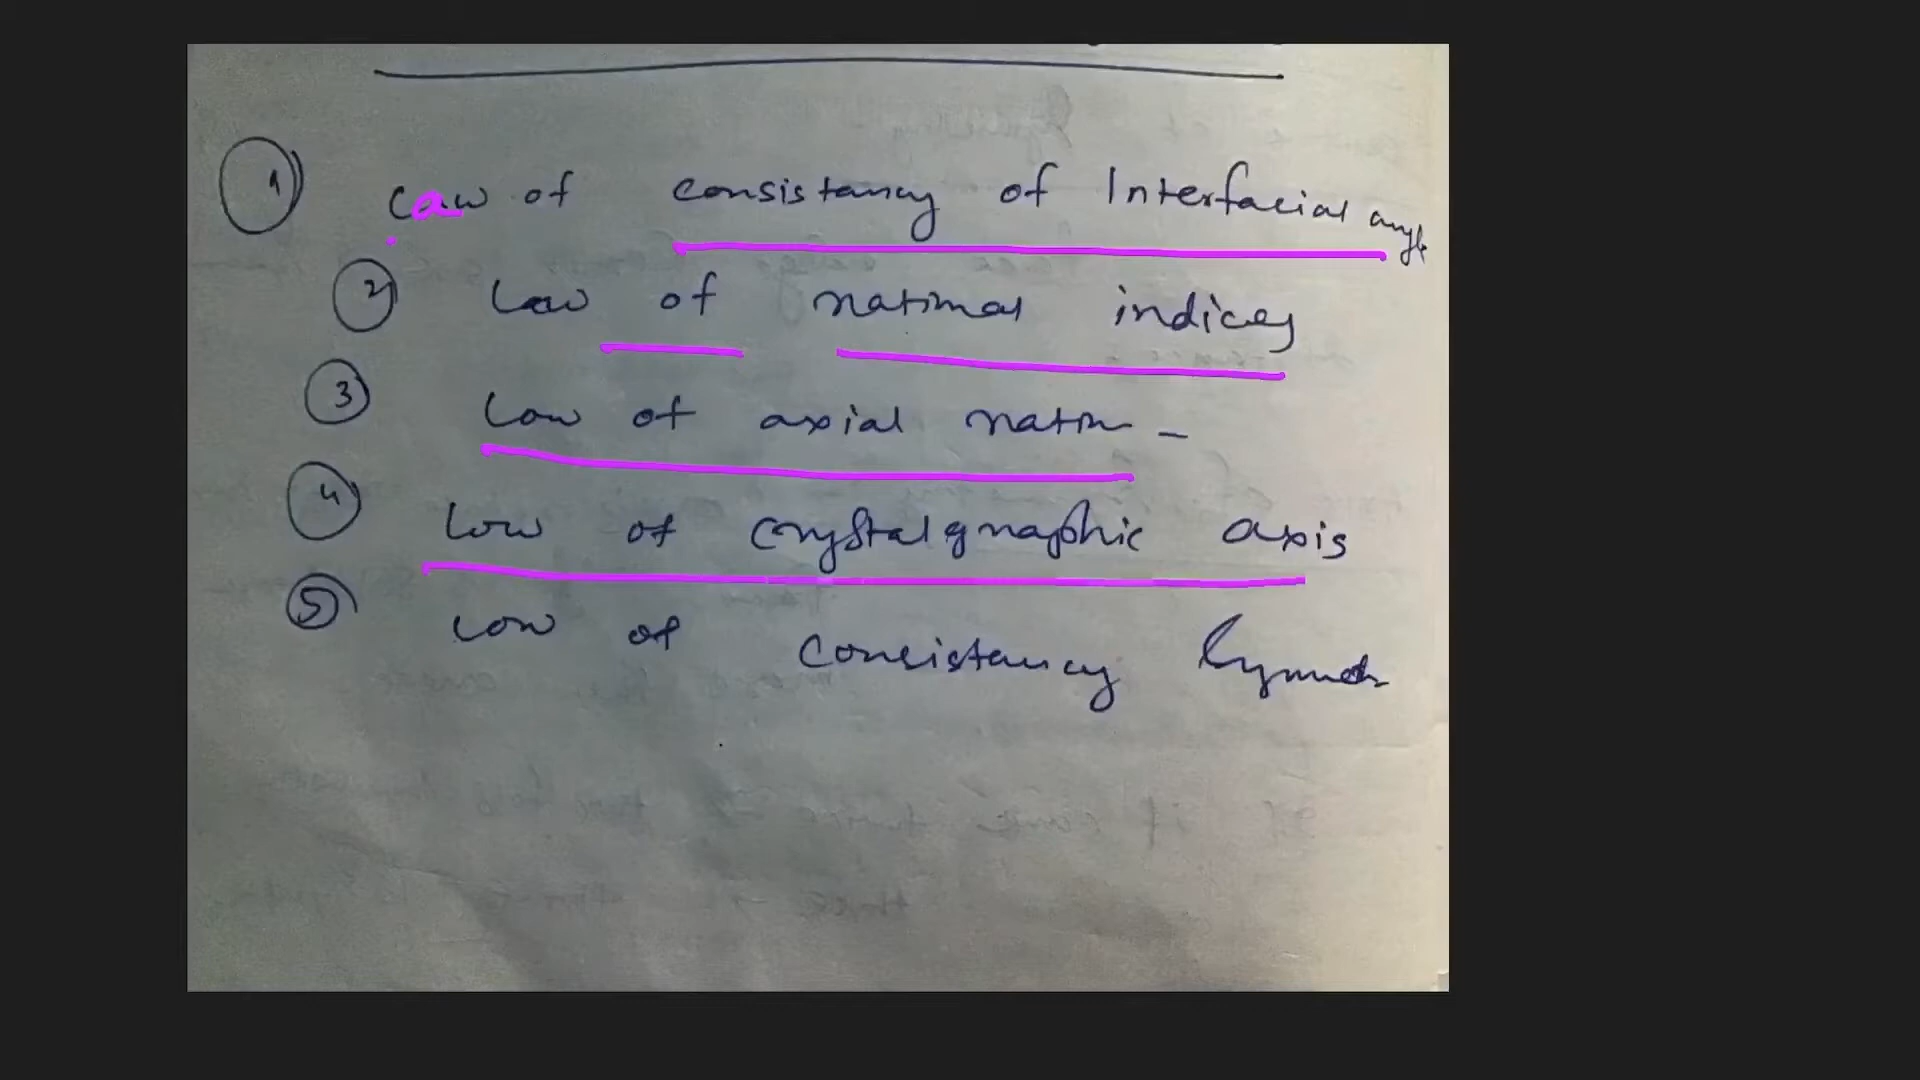 ① Law of consistancy of Interfacial angle
② Law of rational indices
③ Law of axial ratio -
④ Law of crystalgraphic axis
⑤ Law of consistancy